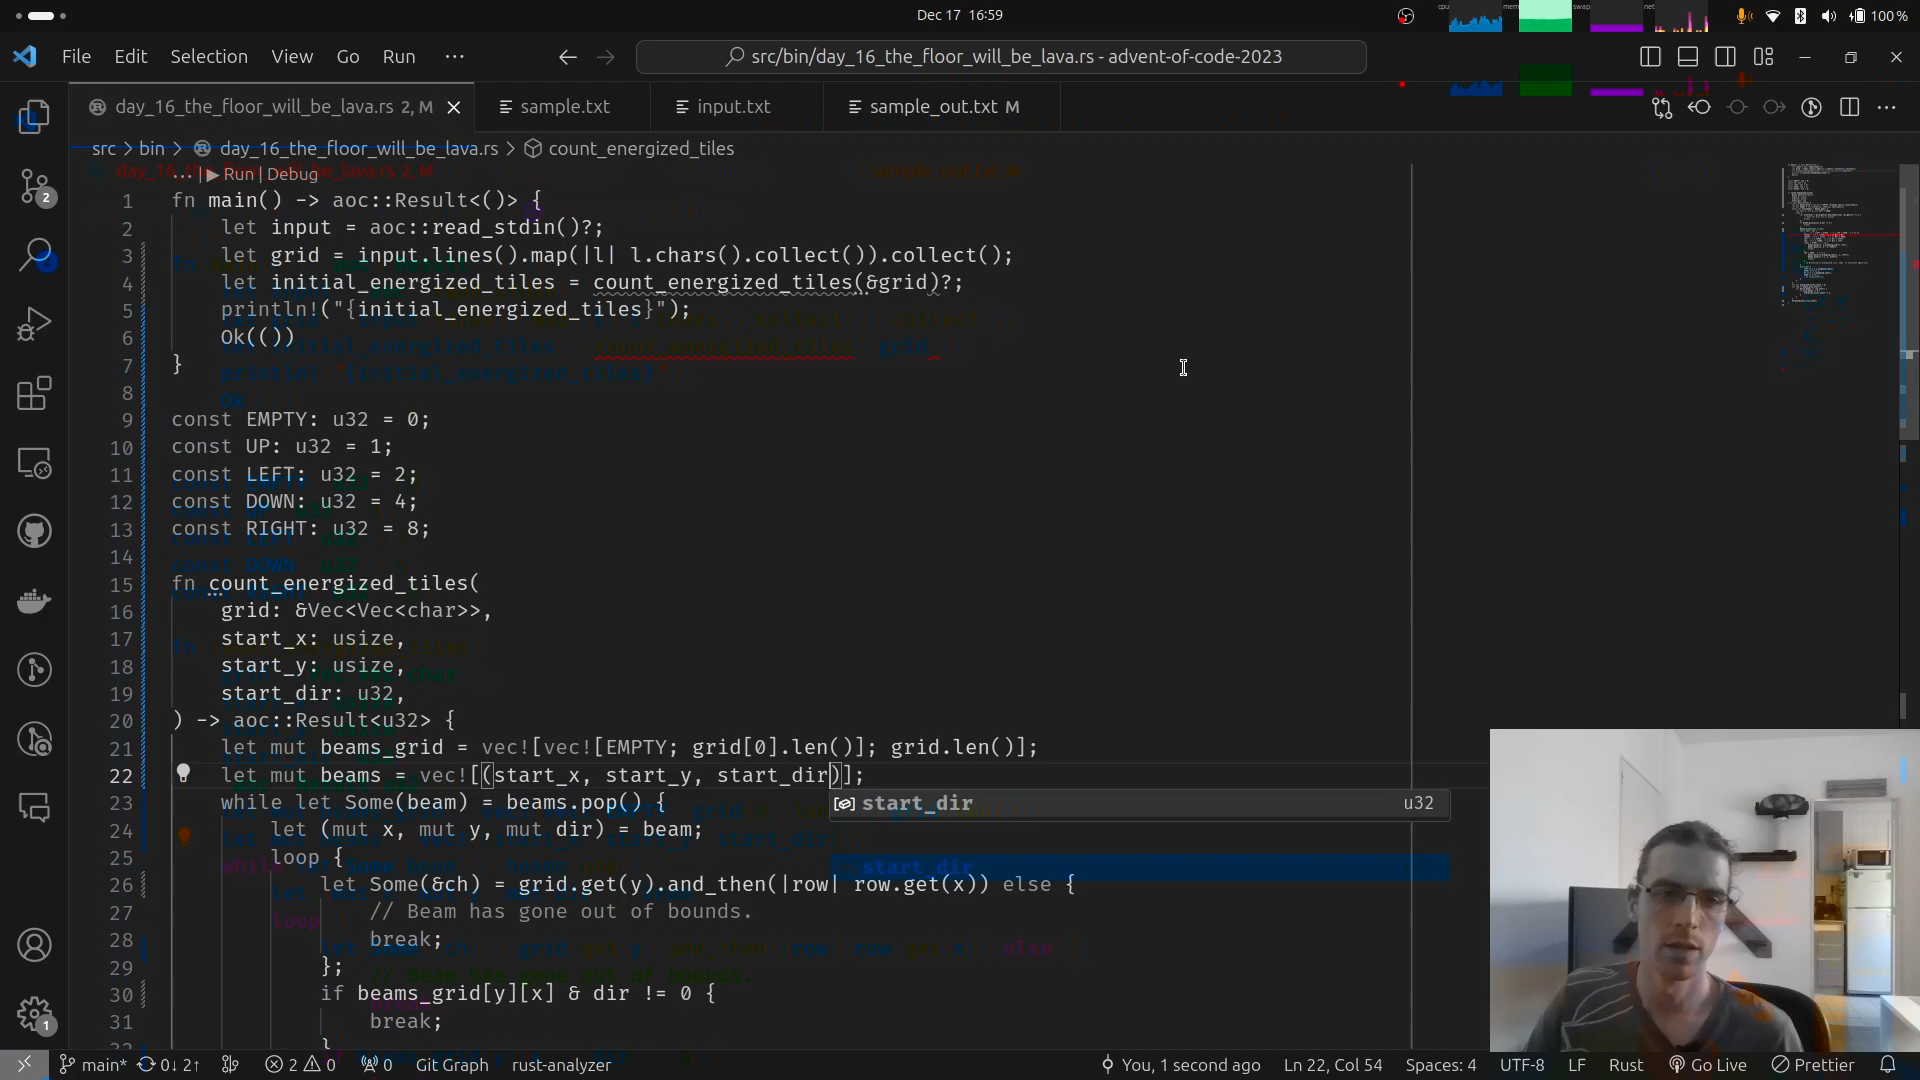 Dec 17 16:59
cpu mem swap net
100 %
File Edit Selection View Go Run ···
src/bin/day_16_the_floor_will_be_lava.rs - advent-of-code-2023
day_16_the_floor_will_be_lava.rs 2, M
sample.txt
input.txt
sample_out.txt M
src > bin > day_16_the_floor_will_be_lava.rs > count_energized_tiles
··· | ▶ Run | Debug
1 fn main() -> aoc::Result<()> {
2 let input = aoc::read_stdin()?;
3 let grid = input.lines().map(|l| l.chars().collect()).collect();
4 let initial_energized_tiles = count_energized_tiles(&grid)?;
5 println!("{initial_energized_tiles}");
6 Ok(())
7 }
8
9 const EMPTY: u32 = 0;
10 const UP: u32 = 1;
11 const LEFT: u32 = 2;
12 const DOWN: u32 = 4;
13 const RIGHT: u32 = 8;
14
15 fn count_energized_tiles(
16 grid: &Vec<Vec<char>>,
17 start_x: usize,
18 start_y: usize,
19 start_dir: u32,
20 ) -> aoc::Result<u32> {
21 let mut beams_grid = vec![vec![EMPTY; grid[0].len()]; grid.len()];
22 let mut beams = vec![(start_x, start_y, start_dir)];
23 while let Some(beam) = beams.pop() {
start_dir u32
24 let (mut x, mut y, mut dir) = beam;
25 loop {
26 let Some(&ch) = grid.get(y).and_then(|row| row.get(x)) else {
27 // Beam has gone out of bounds.
28 break;
29 };
30 if beams_grid[y][x] & dir != 0 {
31 break;
32 }
2
1
main* 0↓ 2↑ 2 0 0 Git Graph rust-analyzer
You, 1 second ago Ln 22, Col 54 Spaces: 4 UTF-8 LF Rust Go Live Prettier